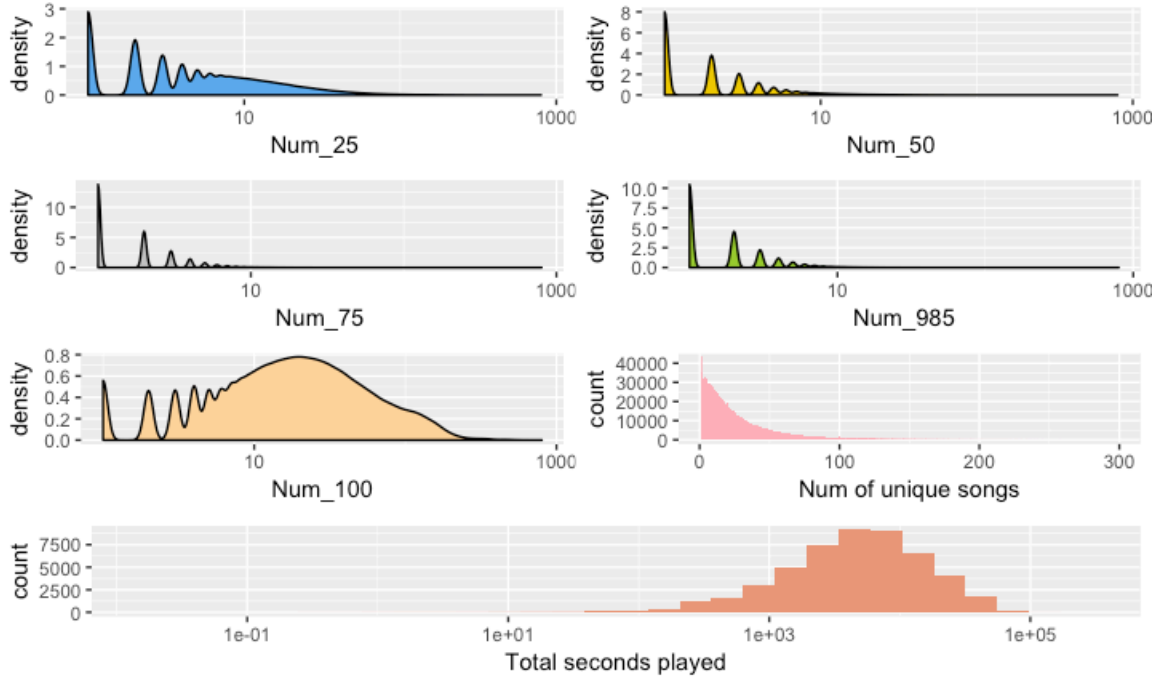 density
3
2
1
0
10
1000
Num_25
density
8
6
4
2
0
10
1000
Num_50
density
10
5
0
10
1000
Num_75
density
10.0
7.5
5.0
2.5
0.0
10
1000
Num_985
density
0.8
0.6
0.4
0.2
0.0
10
1000
Num_100
count
40000
30000
20000
10000
0
0
100
200
300
Num of unique songs
count
7500
5000
2500
0
1e-01
1e+01
1e+03
1e+05
Total seconds played